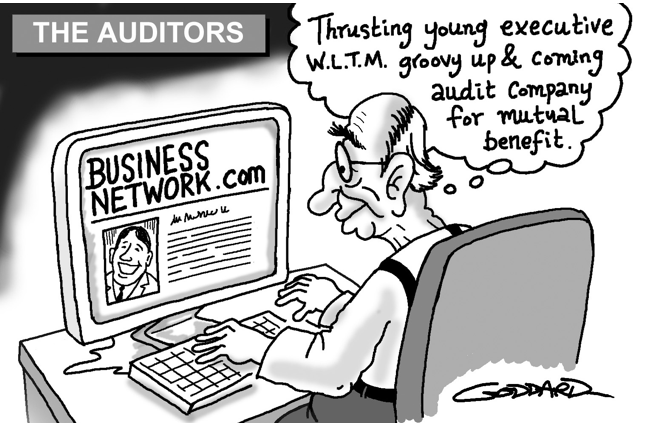 THE AUDITORS
Thrusting young executive
W.L.T.M. groovy up & coming
audit company
for mutual
benefit.
BUSINESS
NETWORK.com
GODDARD